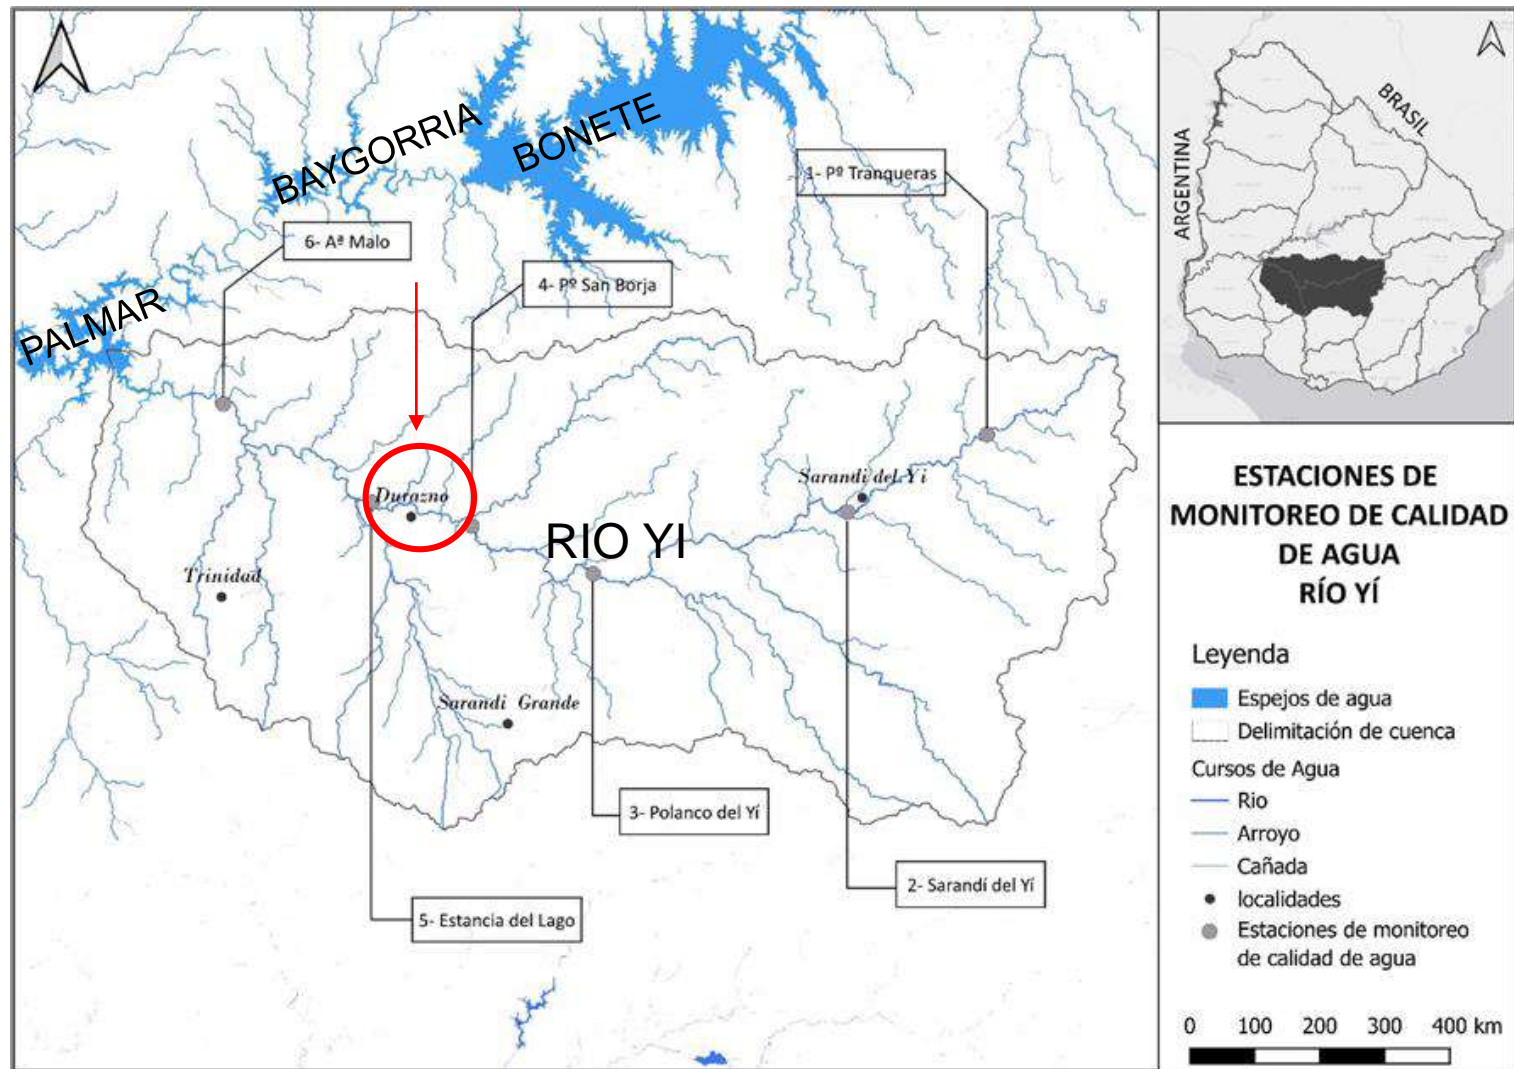 BONETE
BAYGORRIA
1- Pº Tranqueras
6- Aª Malo
4- Pº San Borja
PALMAR
Durazno
Sarandi del Yi
RIO YI
Trinidad
Sarandi Grande
3- Polanco del Yí
2- Sarandí del Yí
5- Estancia del Lago
BRASIL
ARGENTINA
ESTACIONES DE
MONITOREO DE CALIDAD
DE AGUA
RÍO YÍ
Leyenda
Espejos de agua
Delimitación de cuenca
Cursos de Agua
Rio
Arroyo
Cañada
localidades
Estaciones de monitoreo
de calidad de agua
0 100 200 300 400 km